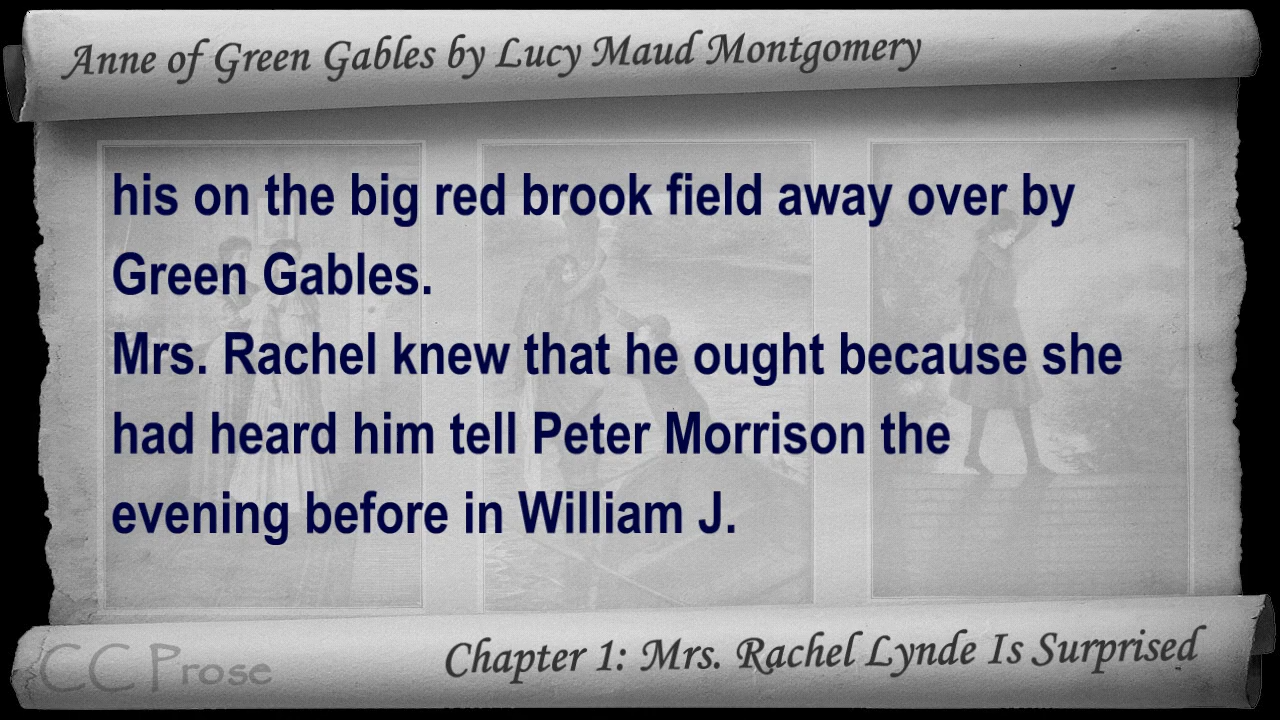 Anne of Green Gables by Lucy Maud Montgomery
his on the big red brook field away over by
Green Gables.
Mrs. Rachel knew that he ought because she
had heard him tell Peter Morrison the
evening before in William J.
CC Prose
Chapter 1: Mrs. Rachel Lynde Is Surprised